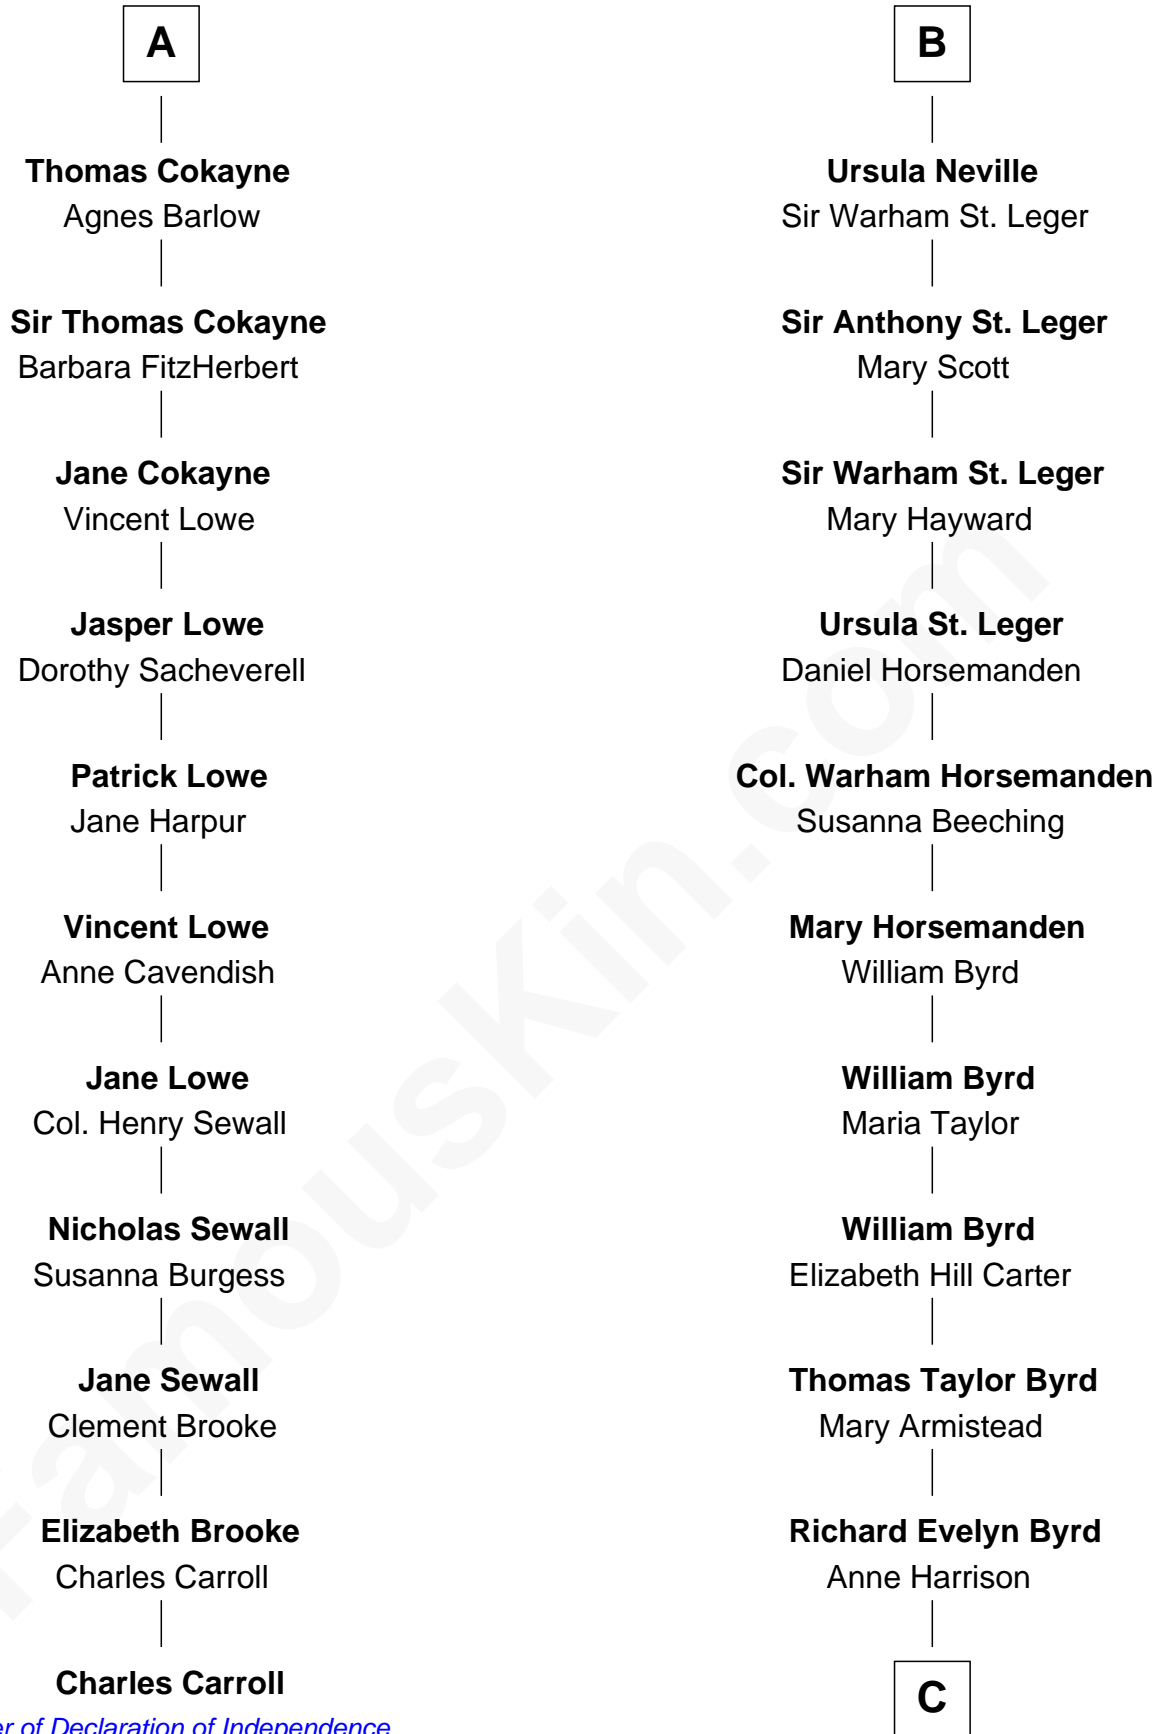 A
Thomas Cokayne
Agnes Barlow
Sir Thomas Cokayne
Barbara FitzHerbert
Jane Cokayne
Vincent Lowe
Jasper Lowe
Dorothy Sacheverell
Patrick Lowe
Jane Harpur
Vincent Lowe
Anne Cavendish
Jane Lowe
Col. Henry Sewall
Nicholas Sewall
Susanna Burgess
Jane Sewall
Clement Brooke
Elizabeth Brooke
Charles Carroll
Charles Carroll
of Declaration of Independence
B
Ursula Neville
Sir Warham St. Leger
Sir Anthony St. Leger
Mary Scott
Sir Warham St. Leger
Mary Hayward
Ursula St. Leger
Daniel Horsemanden
Col. Warham Horsemanden
Susanna Beeching
Mary Horsemanden
William Byrd
William Byrd
Maria Taylor
William Byrd
Elizabeth Hill Carter
Thomas Taylor Byrd
Mary Armistead
Richard Evelyn Byrd
Anne Harrison
C
FamousKin.com